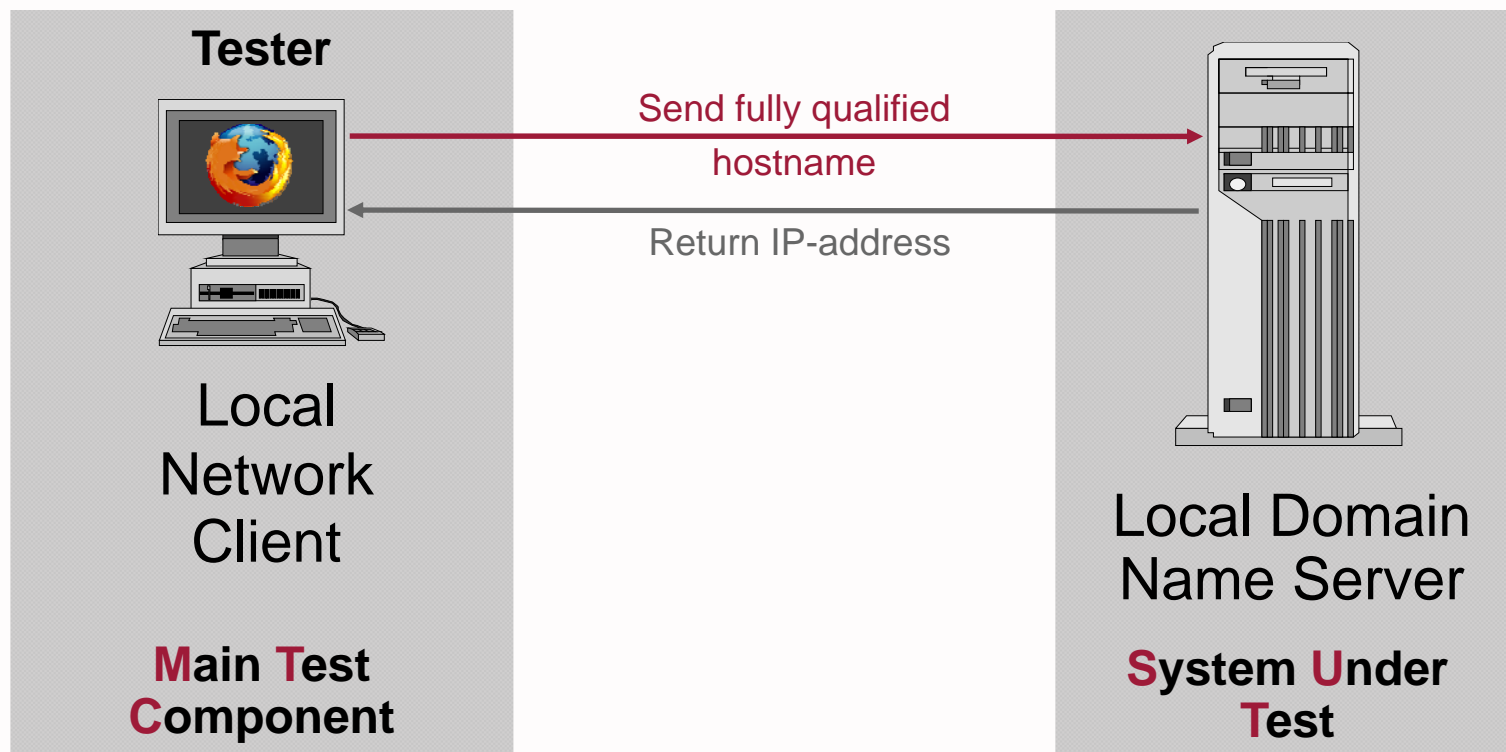 Tester
Send fully qualified
hostname
Return IP-address
Local
Network
Client
Main Test
Component
Local Domain
Name Server
System Under
Test